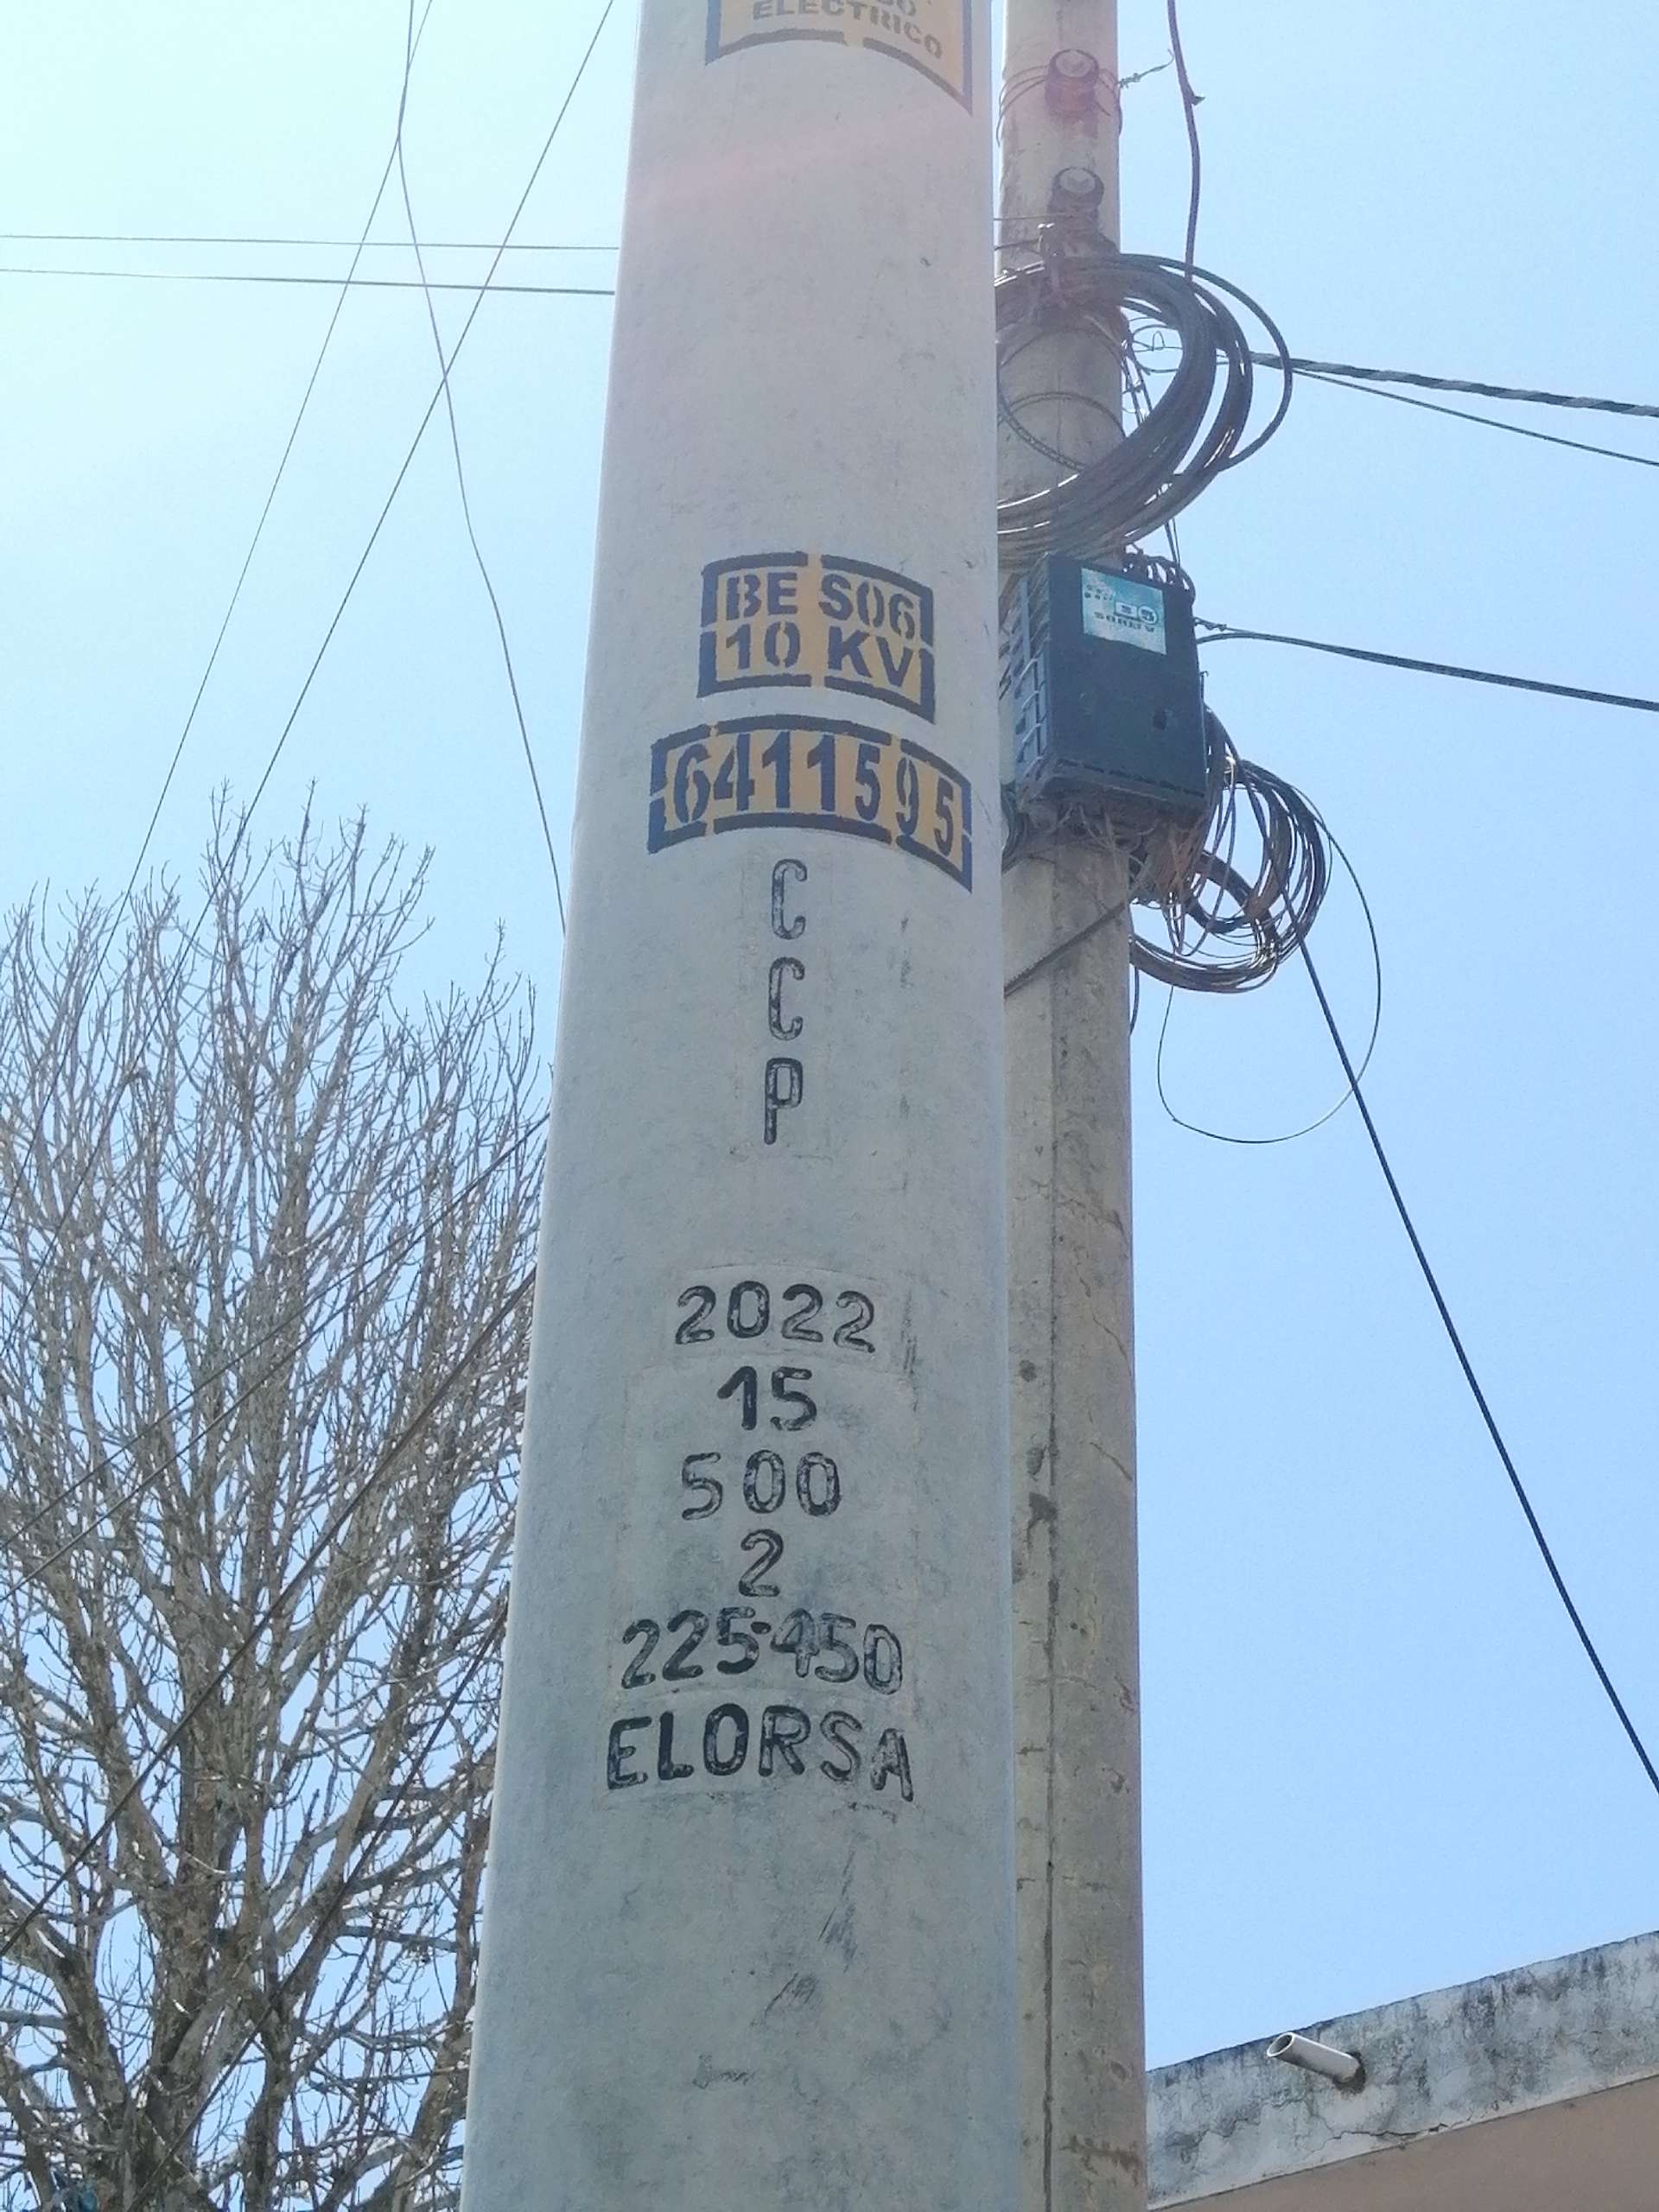 ELECTRICO
BE S06
10 KV
6411595
C
C
P
2022
15
500
2
225-450
ELORSA